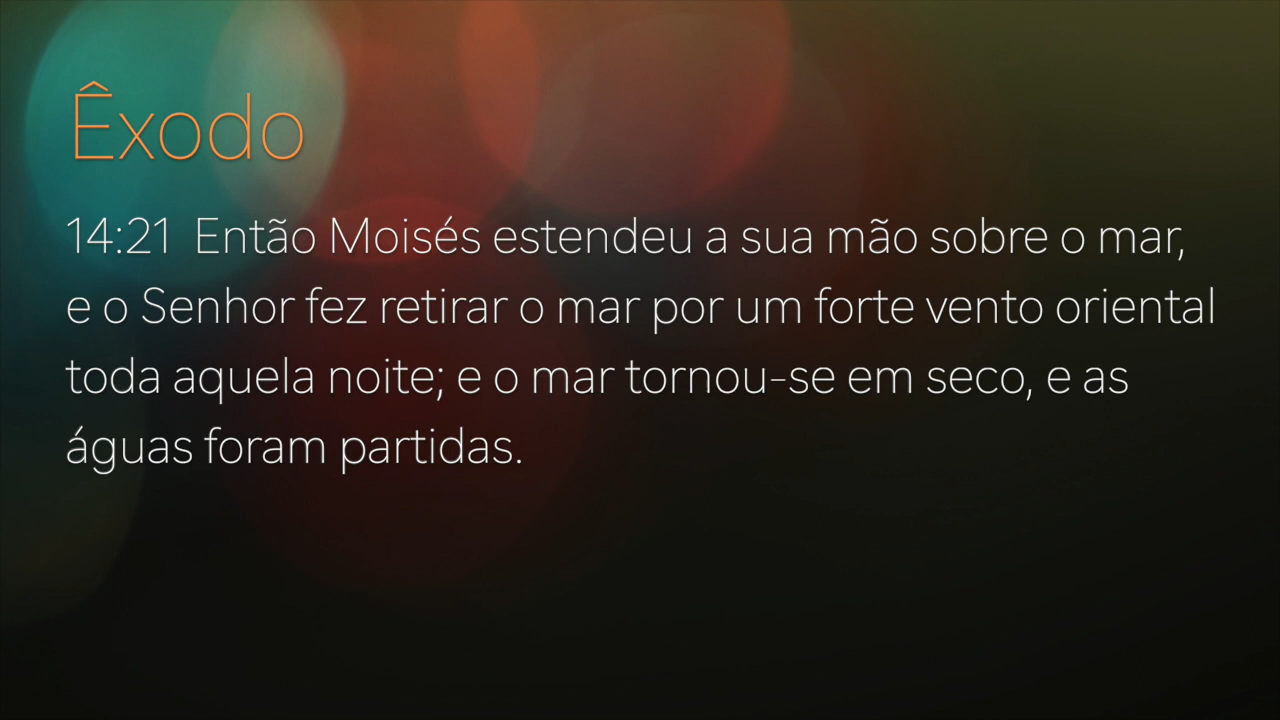 Êxodo
14:21 Então Moisés estendeu a sua mão sobre o mar,
e o Senhor fez retirar o mar por um forte vento oriental
toda aquela noite; e o mar tornou-se em seco, e as
águas foram partidas.